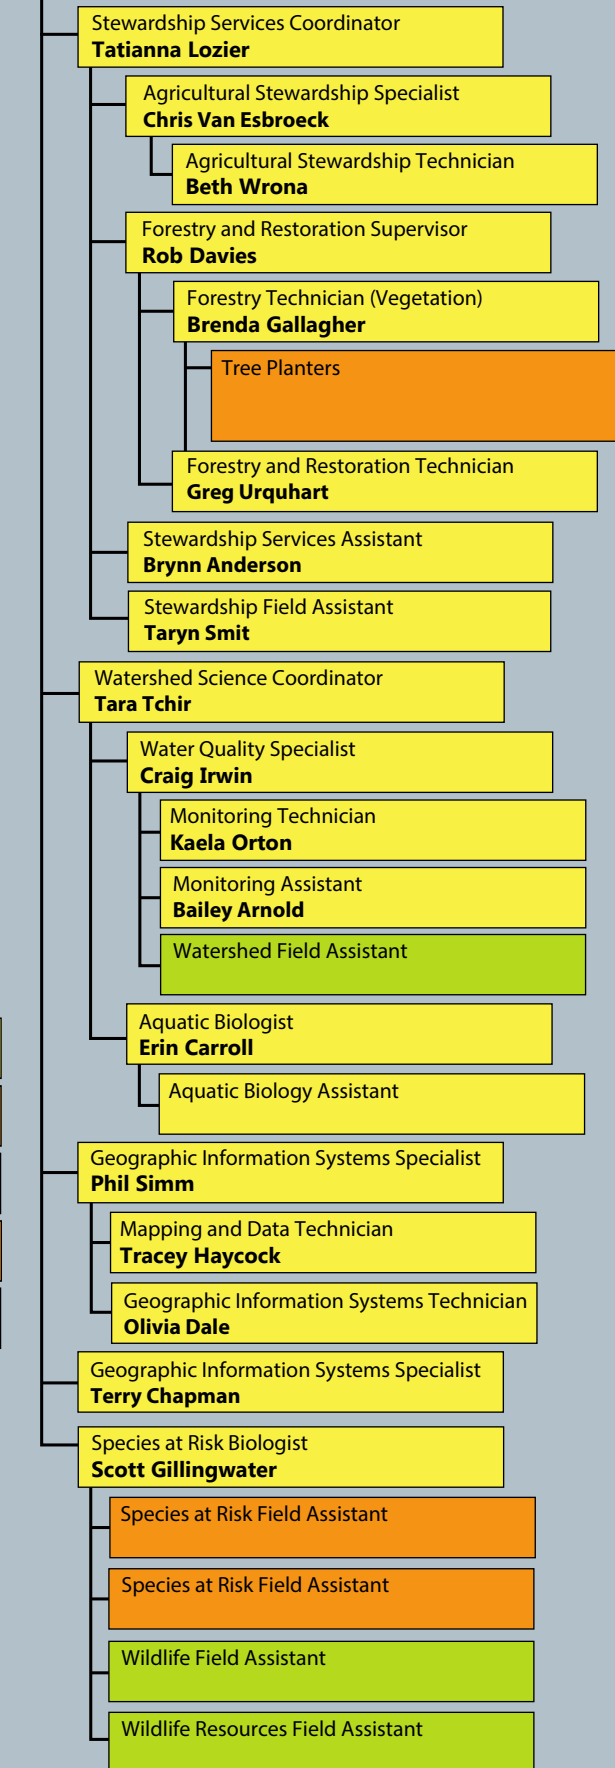 Stewardship Services Coordinator
Tatianna Lozier
Agricultural Stewardship Specialist
Chris Van Esbroeck
Agricultural Stewardship Technician
Beth Wrona
Forestry and Restoration Supervisor
Rob Davies
Forestry Technician (Vegetation)
Brenda Gallagher
Tree Planters
Forestry and Restoration Technician
Greg Urquhart
Stewardship Services Assistant
Brynn Anderson
Stewardship Field Assistant
Taryn Smit
Watershed Science Coordinator
Tara Tchir
Water Quality Specialist
Craig Irwin
Monitoring Technician
Kaela Orton
Monitoring Assistant
Bailey Arnold
Watershed Field Assistant
Aquatic Biologist
Erin Carroll
Aquatic Biology Assistant
Geographic Information Systems Specialist
Phil Simm
Mapping and Data Technician
Tracey Haycock
Geographic Information Systems Technician
Olivia Dale
Geographic Information Systems Specialist
Terry Chapman
Species at Risk Biologist
Scott Gillingwater
Species at Risk Field Assistant
Species at Risk Field Assistant
Wildlife Field Assistant
Wildlife Resources Field Assistant